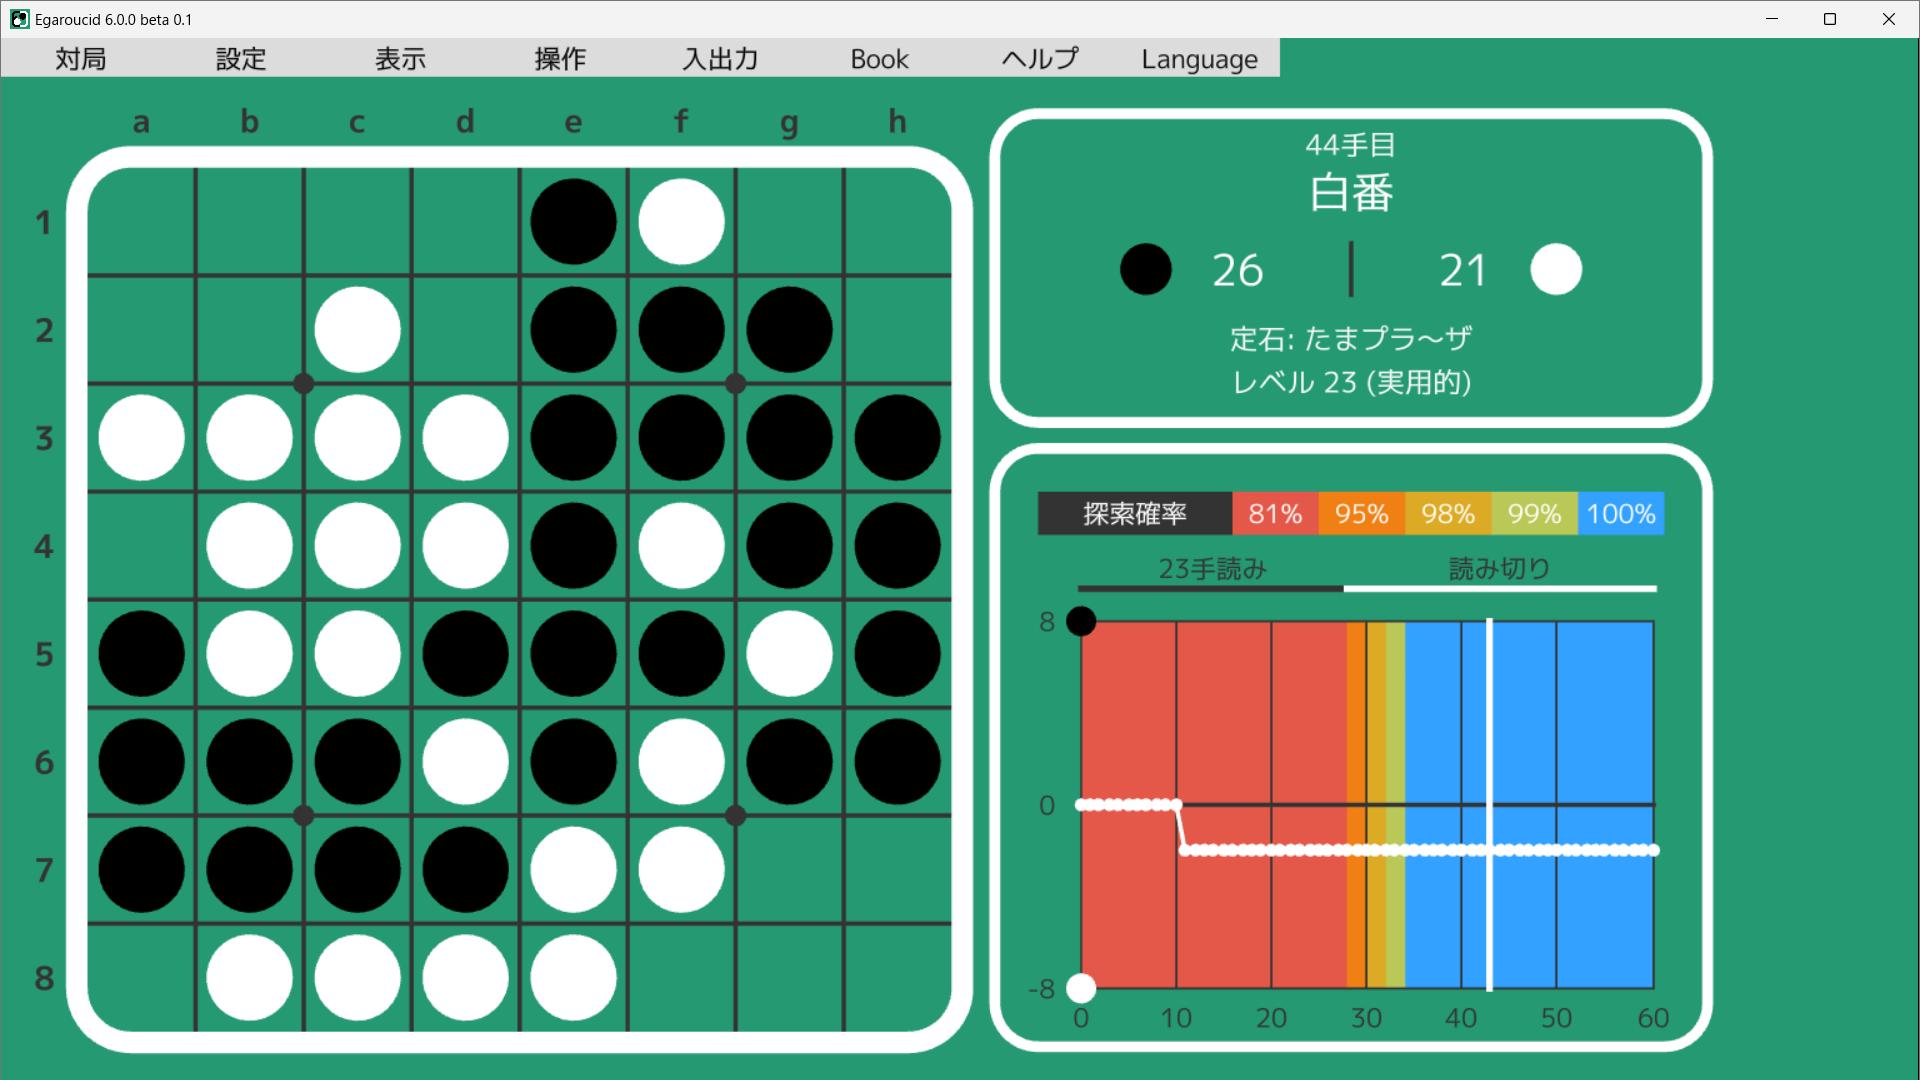 Egaroucid 6.0.0 beta 0.1
対局 設定 表示 操作 入出力 Book ヘルプ Language
a b c d e f g h
1
2
3
4
5
6
7
8
44手目
白番
26 21
定石: たまプラ～ザ
レベル 23 (実用的)
探索確率 81% 95% 98% 99% 100%
23手読み 読み切り
8
0
-8
0 10 20 30 40 50 60